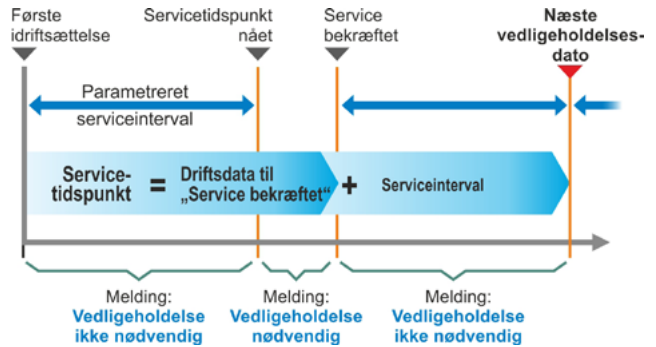 Første
idriftsættelse
Servicetidspunkt
nået
Service
bekræftet
Næste
vedligeholdelses-
dato
Parametreret
serviceinterval
Service-
tidspunkt
=
Driftsdata til
„Service bekræftet“
+
Serviceinterval
Melding:
Vedligeholdelse
ikke nødvendig
Melding:
Vedligeholdelse
nødvendig
Melding:
Vedligeholdelse
ikke nødvendig